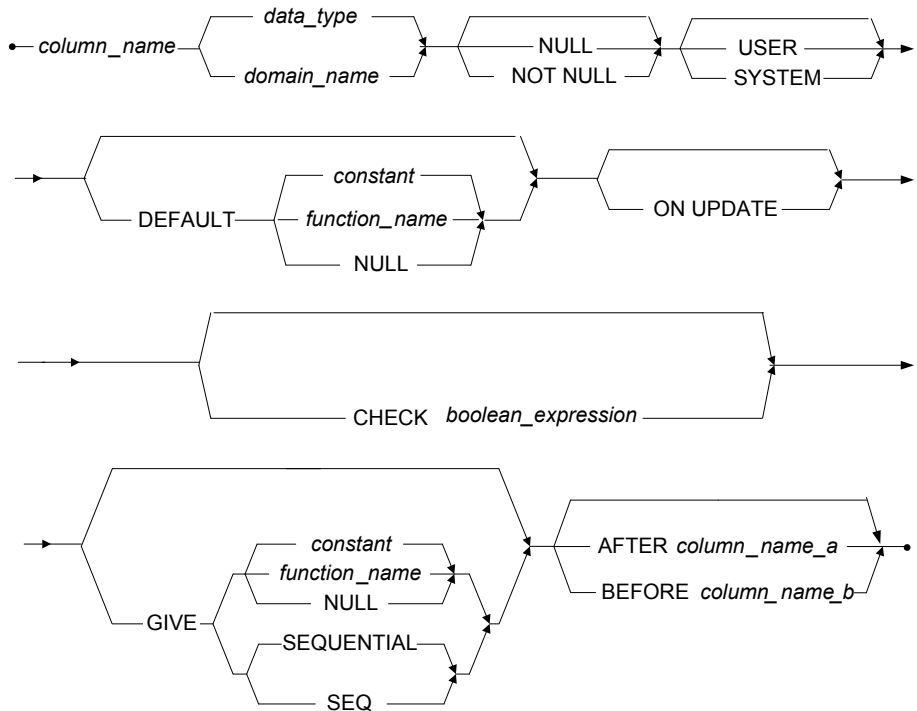 column_name
data_type
domain_name
NULL
NOT NULL
USER
SYSTEM
DEFAULT
constant
function_name
NULL
ON UPDATE
CHECK boolean_expression
GIVE
constant
function_name
NULL
SEQUENTIAL
SEQ
AFTER column_name_a
BEFORE column_name_b